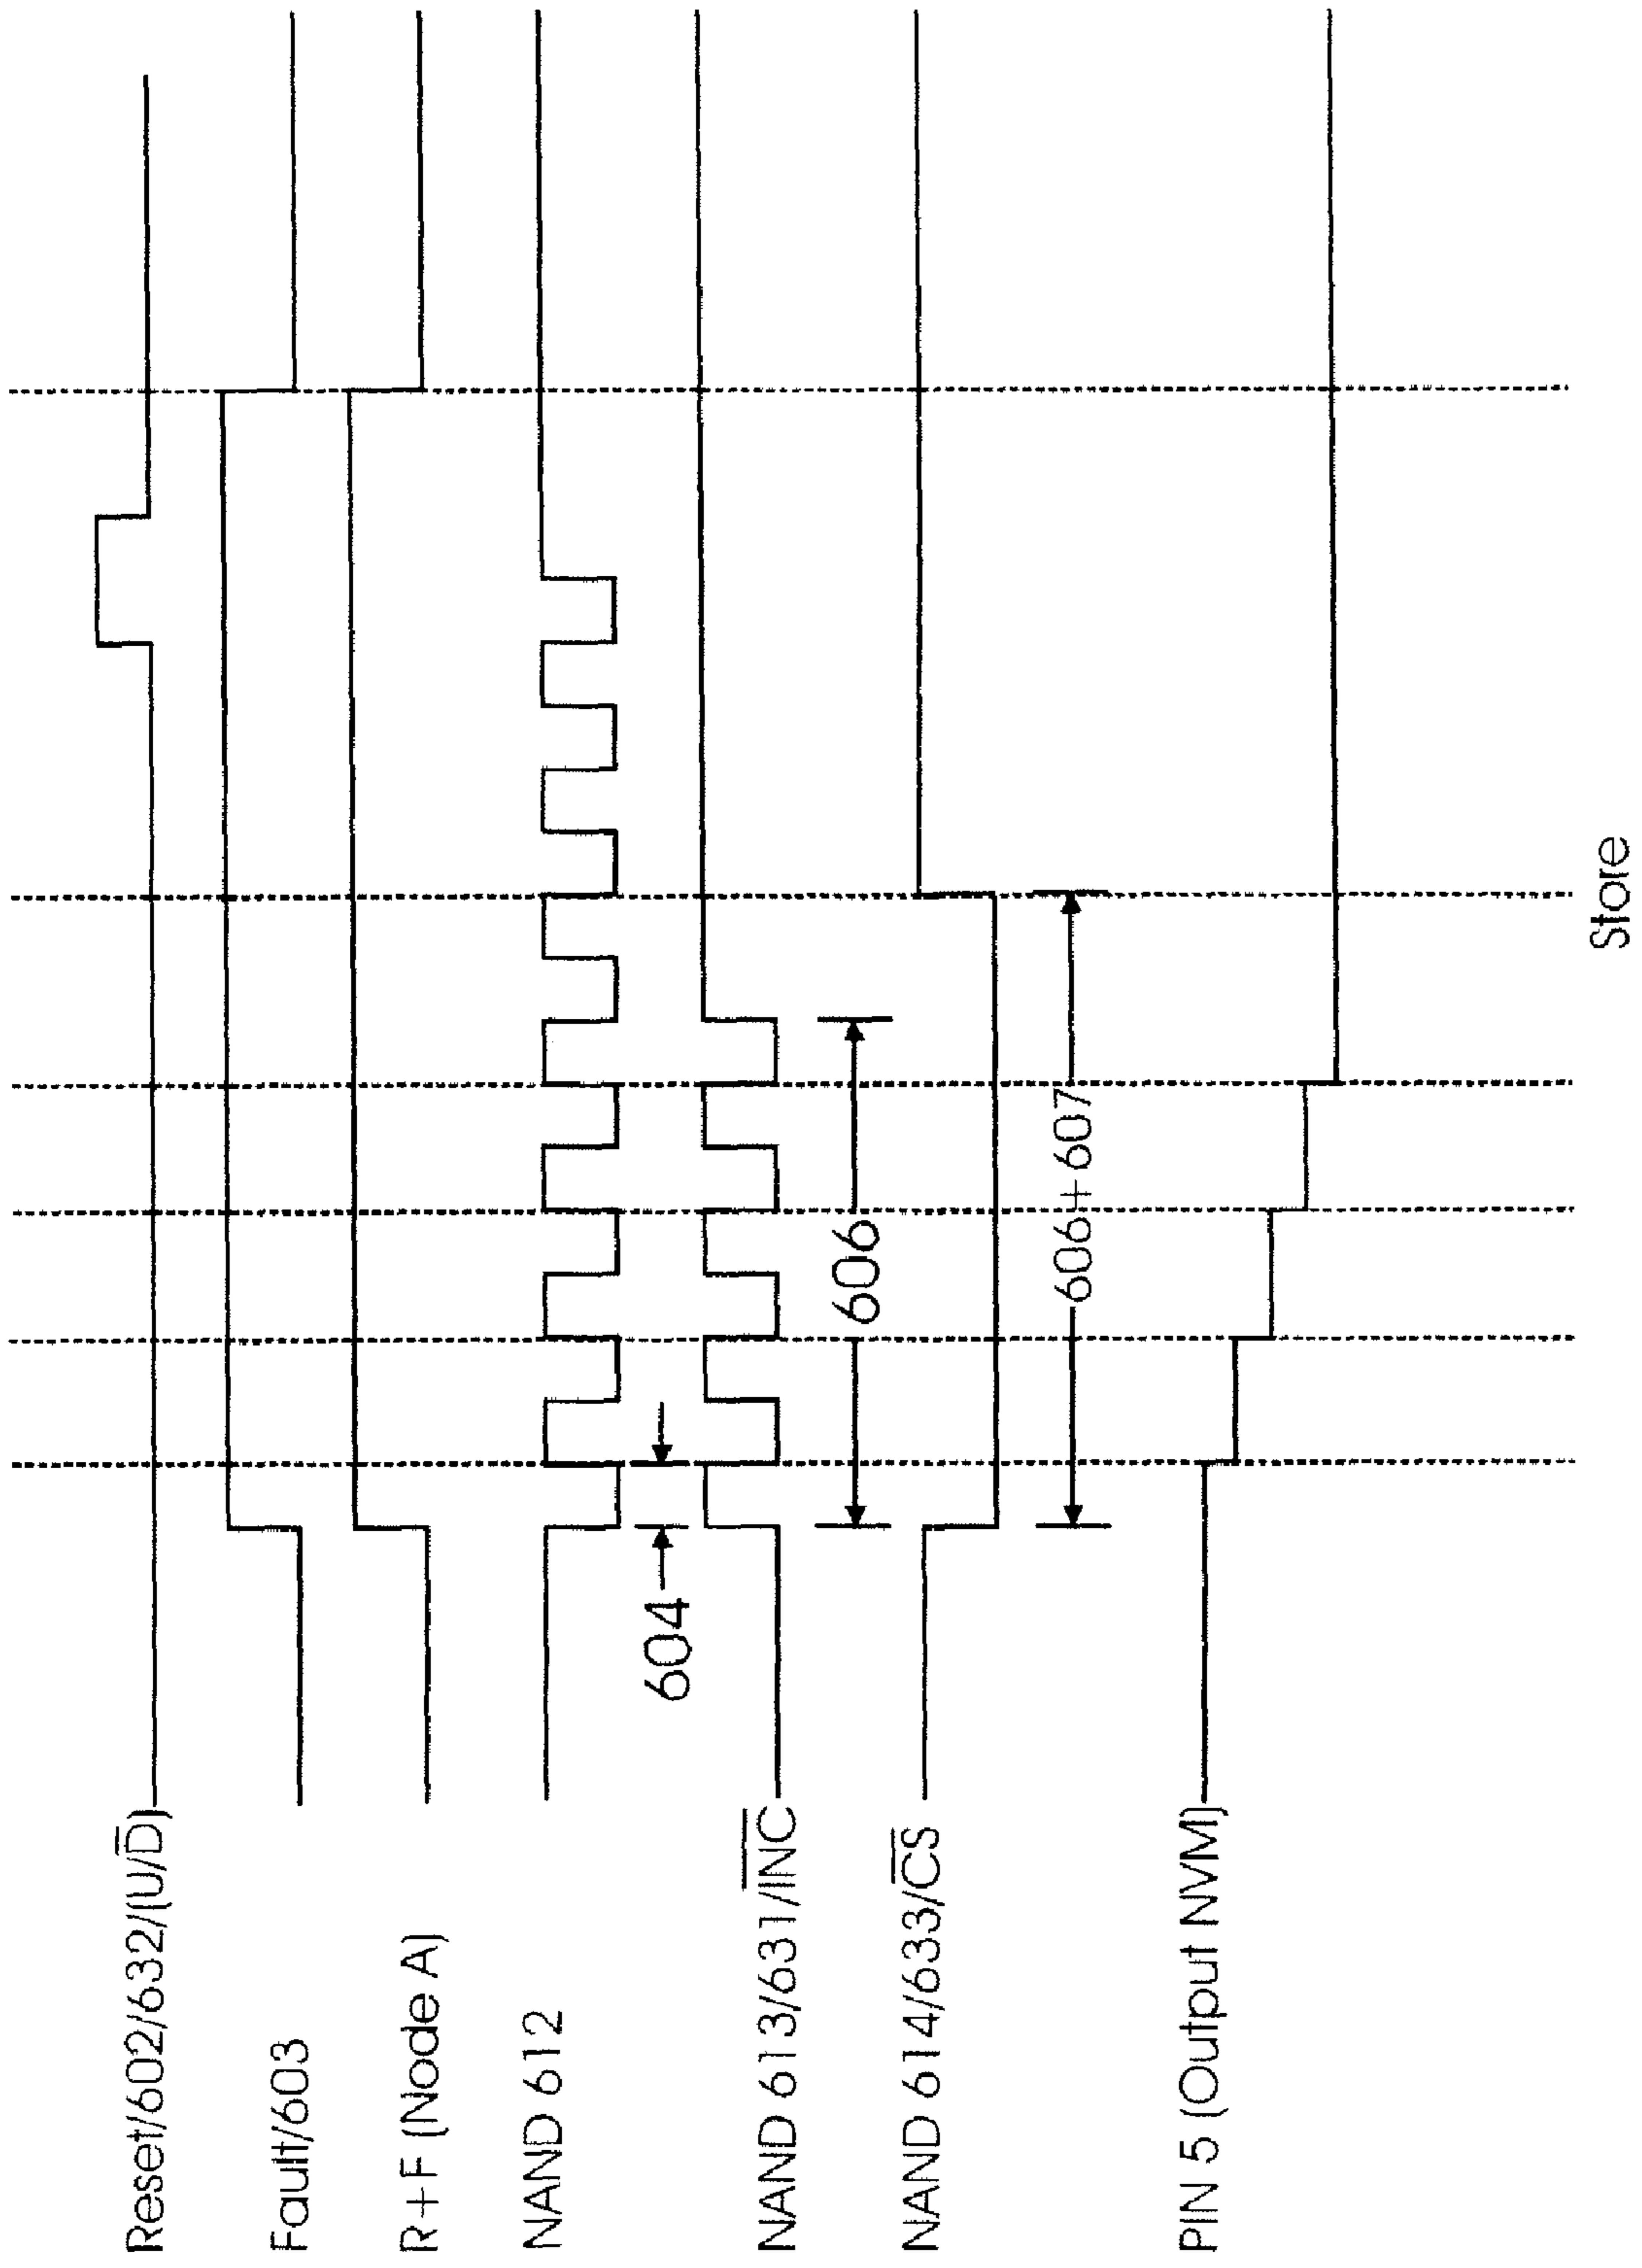 Reset/602/632/(U/D̅)
Fault/603
R+F (Node A)
NAND 612
604
NAND 613/631/I̅N̅C̅
606
NAND 614/633/C̅S̅
606+607
PIN 5 (Output NVM)
Store